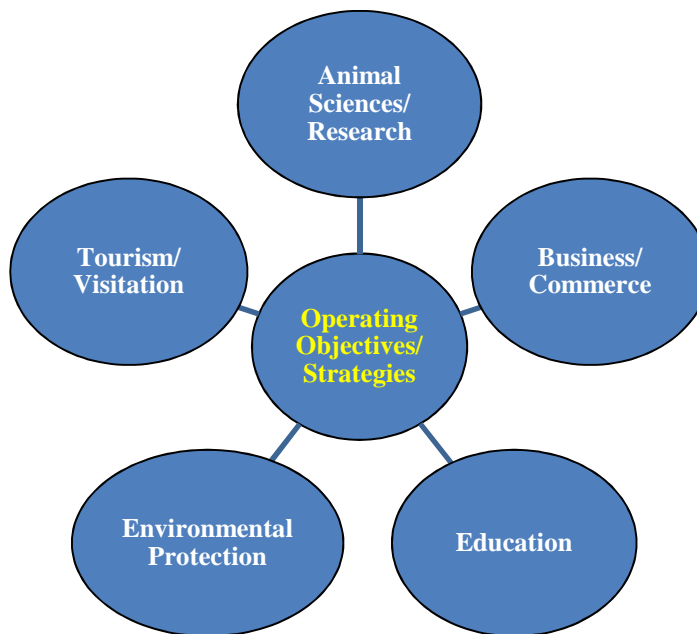 Animal
Sciences/
Research
Tourism/
Visitation
Business/
Commerce
Operating
Objectives/
Strategies
Environmental
Protection
Education